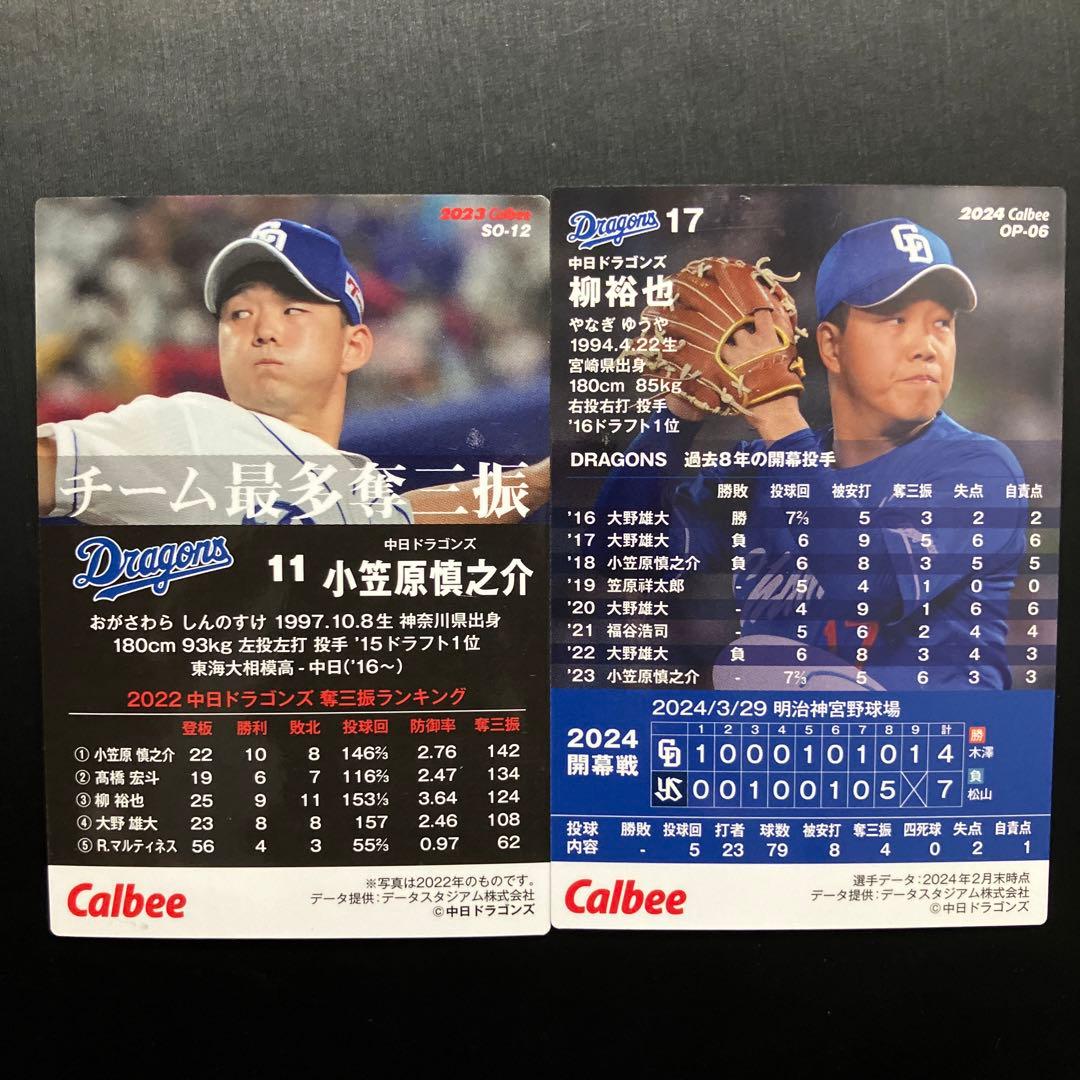 2023 Calbee
SO-12
チーム最多奪三振
Dragons
中日ドラゴンズ
11 小笠原慎之介
おがさわら しんのすけ 1997.10.8生 神奈川県出身
180cm 93kg 左投左打 投手 '15ドラフト1位
東海大相模高-中日('16～)
2022 中日ドラゴンズ 奪三振ランキング
登板 勝利 敗北 投球回 防御率 奪三振
①小笠原 慎之介 22 10 8 146⅔ 2.76 142
②髙橋 宏斗 19 6 7 116⅔ 2.47 134
③柳 裕也 25 9 11 153⅓ 3.64 124
④大野 雄大 23 8 8 157 2.46 108
⑤R.マルティネス 56 4 3 55⅔ 0.97 62
Calbee
※写真は2022年のものです。
データ提供:データスタジアム株式会社
©中日ドラゴンズ
Dragons 17
2024 Calbee
OP-06
中日ドラゴンズ
柳裕也
やなぎ ゆうや
1994.4.22生
宮崎県出身
180cm 85kg
右投右打 投手
'16ドラフト1位
DRAGONS 過去8年の開幕投手
勝敗 投球回 被安打 奪三振 失点 自責点
'16 大野雄大 勝 7⅔ 5 3 2 2
'17 大野雄大 負 6 9 5 6 6
'18 小笠原慎之介 負 6 8 3 5 5
'19 笠原祥太郎 - 5 4 1 0 0
'20 大野雄大 - 4 9 1 6 6
'21 福谷浩司 - 5 6 2 4 4
'22 大野雄大 負 6 8 3 4 3
'23 小笠原慎之介 - 7⅔ 5 6 3 3
2024/3/29 明治神宮野球場
2024
開幕戦
1 2 3 4 5 6 7 8 9 計
CD 1 0 0 0 1 0 1 0 1 4
YS 0 0 1 0 0 1 0 5 X 7
勝
木澤
負
松山
投球
内容
勝敗 投球回 打者 球数 被安打 奪三振 四死球 失点 自責点
- 5 23 79 8 4 0 2 1
Calbee
選手データ:2024年2月末時点
データ提供:データスタジアム株式会社
©中日ドラゴンズ